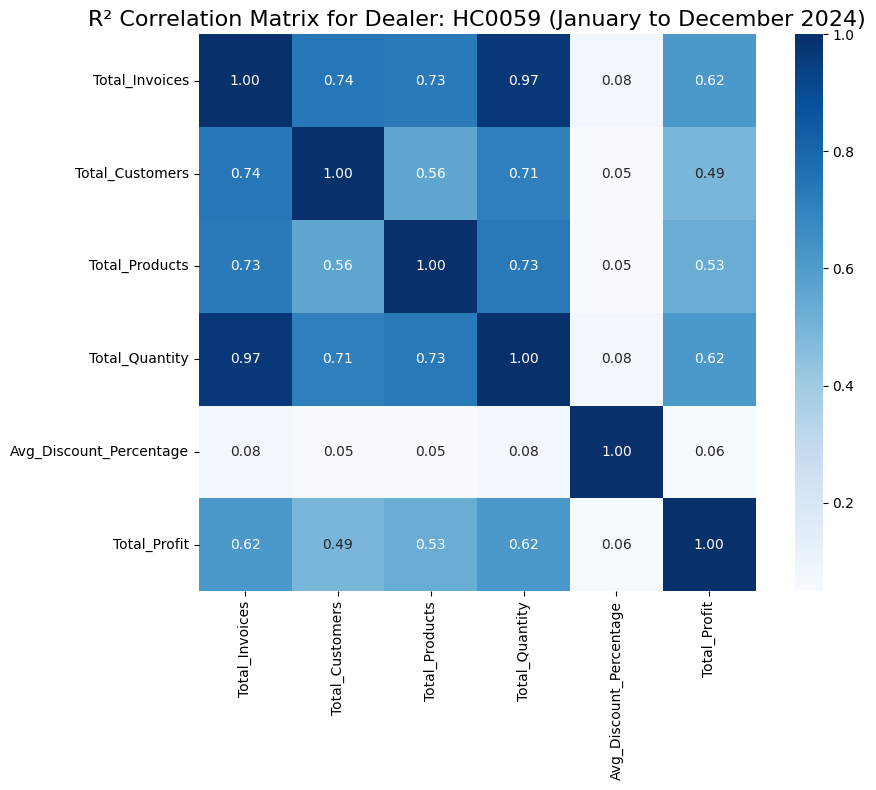 R² Correlation Matrix for Dealer: HC0059 (January to December 2024)
Total_Invoices 1.00 0.74 0.73 0.97 0.08 0.62
Total_Customers 0.74 1.00 0.56 0.71 0.05 0.49
Total_Products 0.73 0.56 1.00 0.73 0.05 0.53
Total_Quantity 0.97 0.71 0.73 1.00 0.08 0.62
Avg_Discount_Percentage 0.08 0.05 0.05 0.08 1.00 0.06
Total_Profit 0.62 0.49 0.53 0.62 0.06 1.00
Total_Invoices
Total_Customers
Total_Products
Total_Quantity
Avg_Discount_Percentage
Total_Profit
1.0
0.8
0.6
0.4
0.2